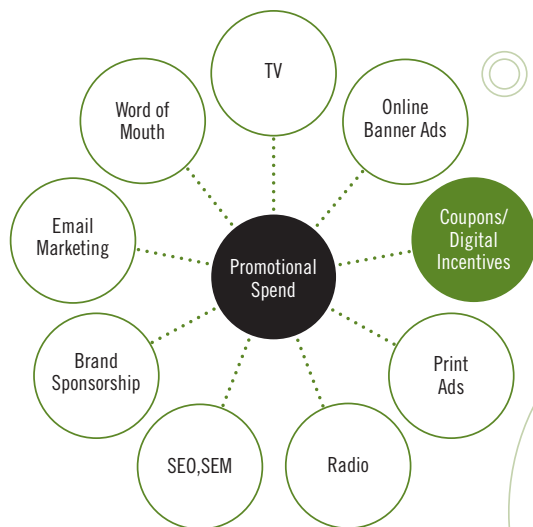 TV
Online
Banner Ads
Coupons/
Digital
Incentives
Print
Ads
Radio
SEO,SEM
Brand
Sponsorship
Email
Marketing
Word of
Mouth
Promotional
Spend